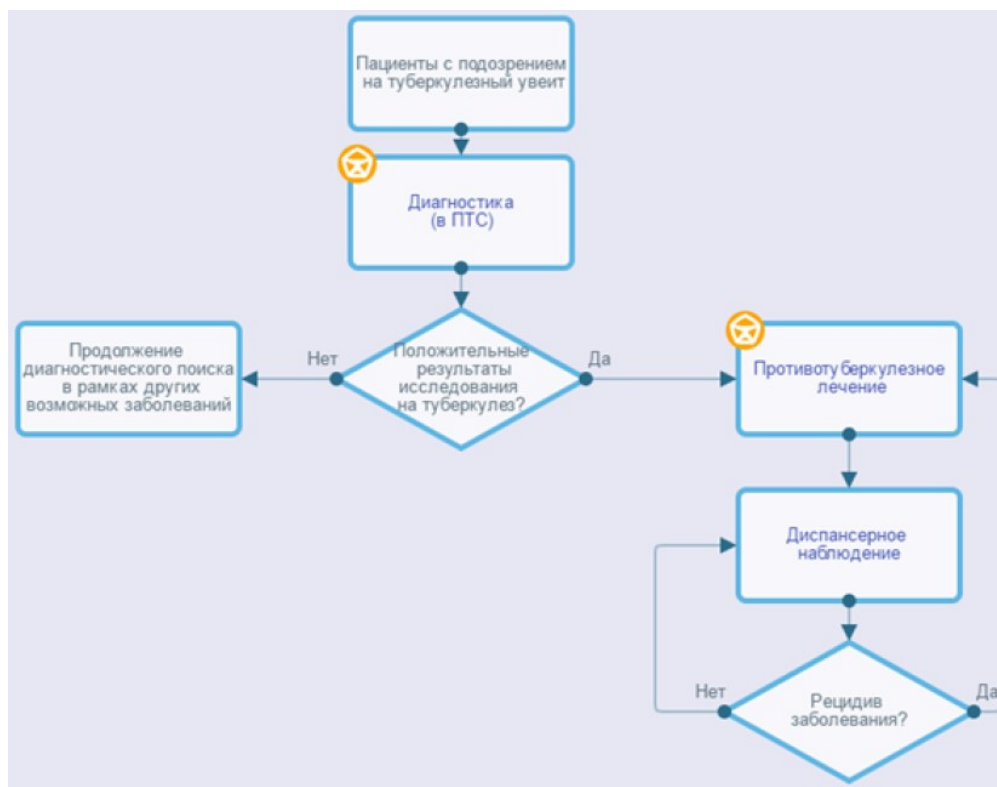 Пациенты с подозрением
на туберкулезный увеит
Диагностика
(в ПТС)
Нет
Положительные
результаты
исследования
на туберкулез?
Да
Продолжение
диагностического поиска
в рамках других
возможных заболеваний
Противотуберкулезное
лечение
Диспансерное
наблюдение
Нет
Рецидив
заболевания?
Да